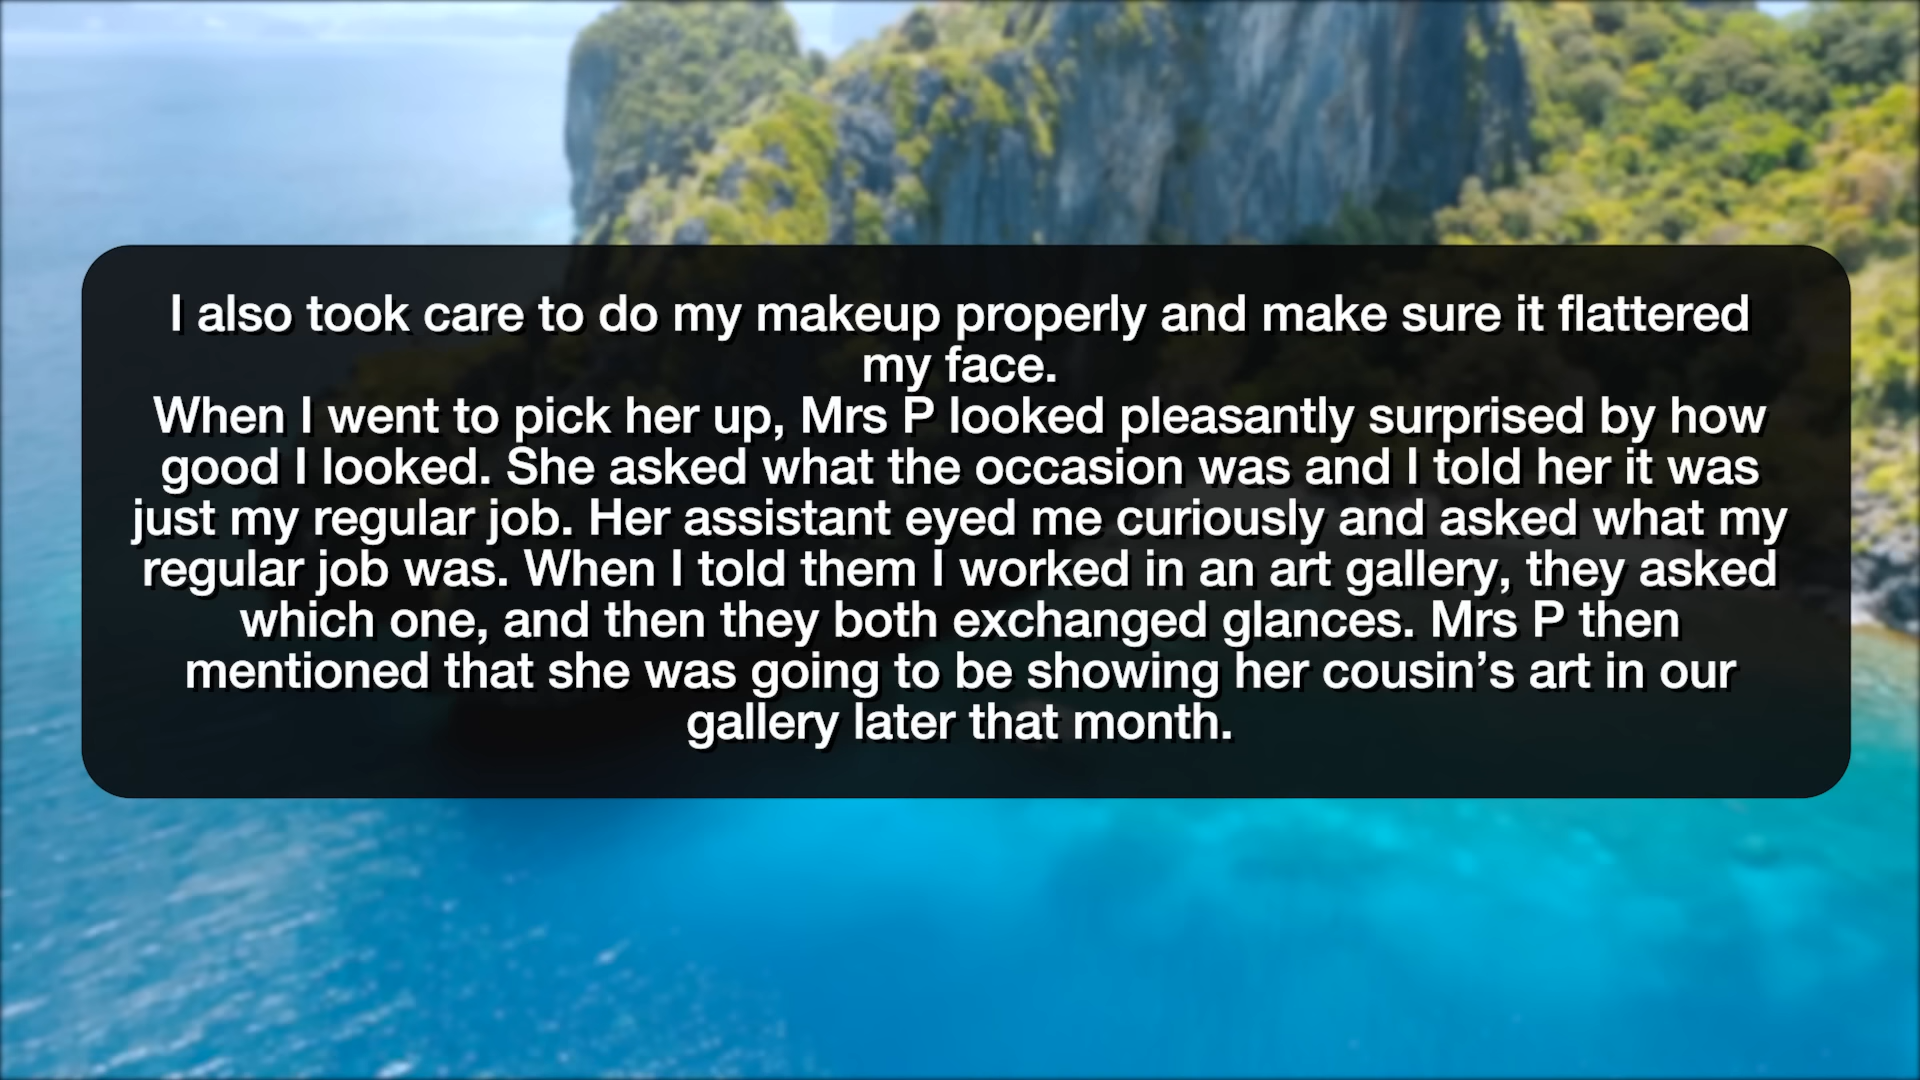 I also took care to do my makeup properly and make sure it flattered
my face.
When I went to pick her up, Mrs P looked pleasantly surprised by how
good I looked. She asked what the occasion was and I told her it was
just my regular job. Her assistant eyed me curiously and asked what my
regular job was. When I told them I worked in an art gallery, they asked
which one, and then they both exchanged glances. Mrs P then
mentioned that she was going to be showing her cousin’s art in our
gallery later that month.